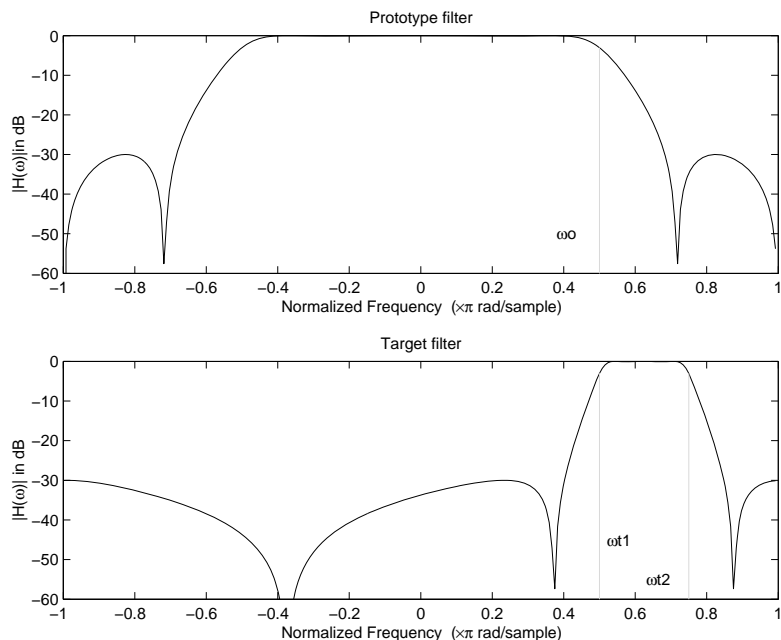 Prototype filter
0
−10
−20
−30
−40
−50
−60
|H(ω)|in dB
ωo
−1 −0.8 −0.6 −0.4 −0.2 0 0.2 0.4 0.6 0.8 1
Normalized Frequency (×π rad/sample)
Target filter
0
−10
−20
−30
−40
−50
−60
|H(ω)| in dB
ωt1
ωt2
−1 −0.8 −0.6 −0.4 −0.2 0 0.2 0.4 0.6 0.8 1
Normalized Frequency (×π rad/sample)